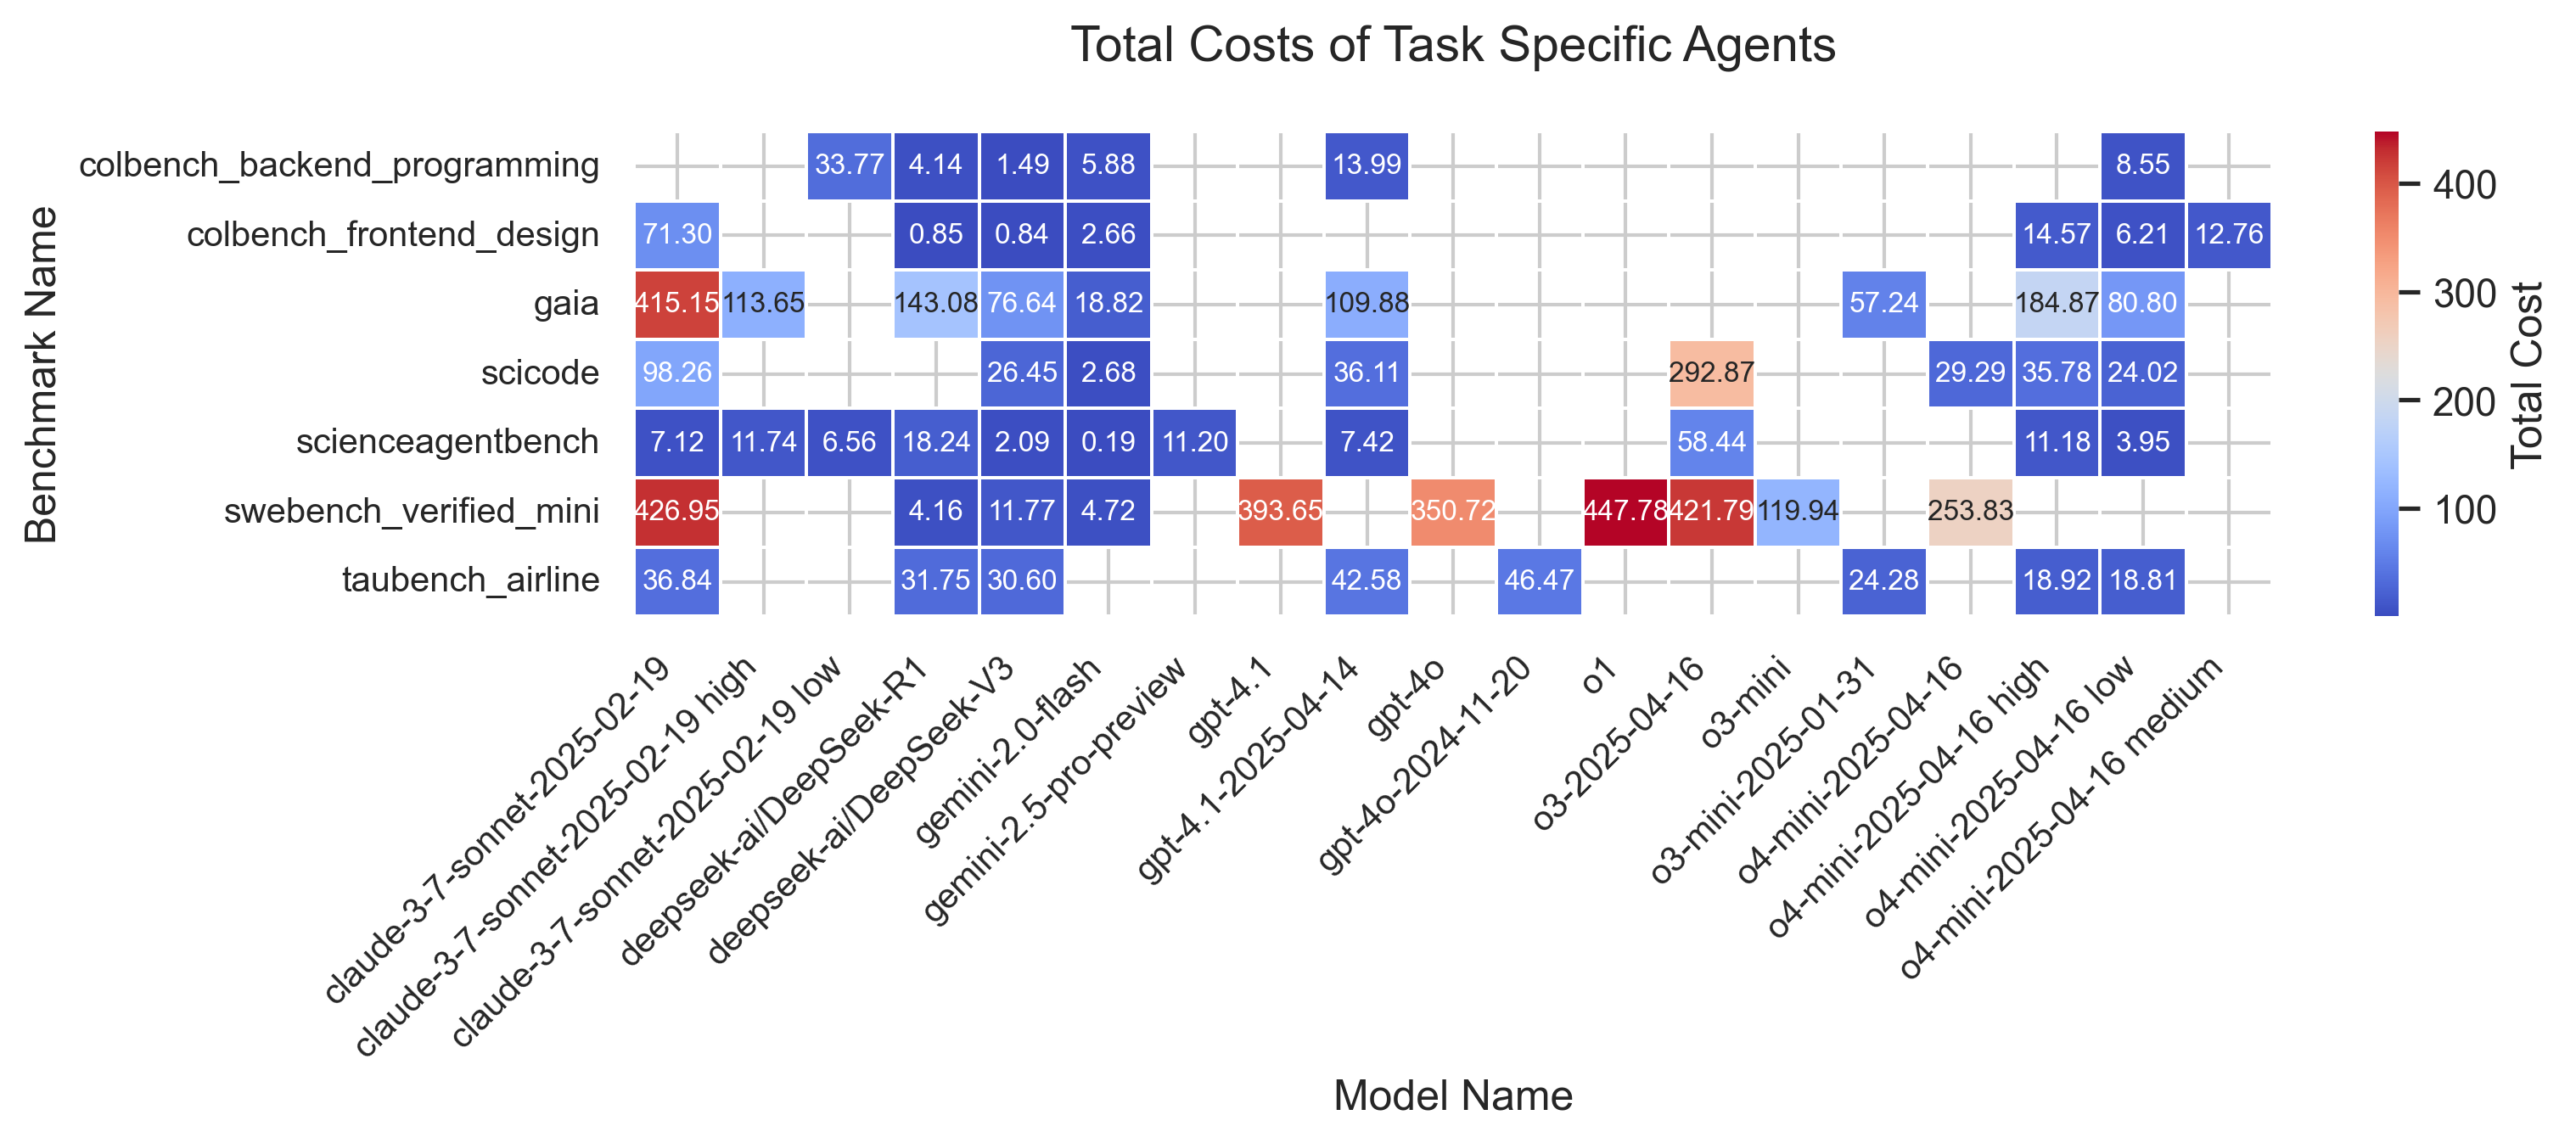 Total Costs of Task Specific Agents
Benchmark Name
colbench_backend_programming 33.77 4.14 1.49 5.88 13.99 8.55
colbench_frontend_design 71.30 0.85 0.84 2.66 14.57 6.21 12.76
gaia 415.15 113.65 143.08 76.64 18.82 109.88 57.24 184.87 80.80
scicode 98.26 26.45 2.68 36.11 292.87 29.29 35.78 24.02
scienceagentbench 7.12 11.74 6.56 18.24 2.09 0.19 11.20 7.42 58.44 11.18 3.95
swebench_verified_mini 426.95 4.16 11.77 4.72 393.65 350.72 447.78 421.79 119.94 253.83
taubench_airline 36.84 31.75 30.60 42.58 46.47 24.28 18.92 18.81
claude-3-7-sonnet-2025-02-19
claude-3-7-sonnet-2025-02-19 high
claude-3-7-sonnet-2025-02-19 low
deepseek-ai/DeepSeek-R1
deepseek-ai/DeepSeek-V3
gemini-2.0-flash
gemini-2.5-pro-preview
gpt-4.1
gpt-4.1-2025-04-14
gpt-4o
gpt-4o-2024-11-20
o1
o3-2025-04-16
o3-mini
o3-mini-2025-01-31
o4-mini-2025-04-16
o4-mini-2025-04-16 high
o4-mini-2025-04-16 low
o4-mini-2025-04-16 medium
Model Name
400
300
200
100
Total Cost